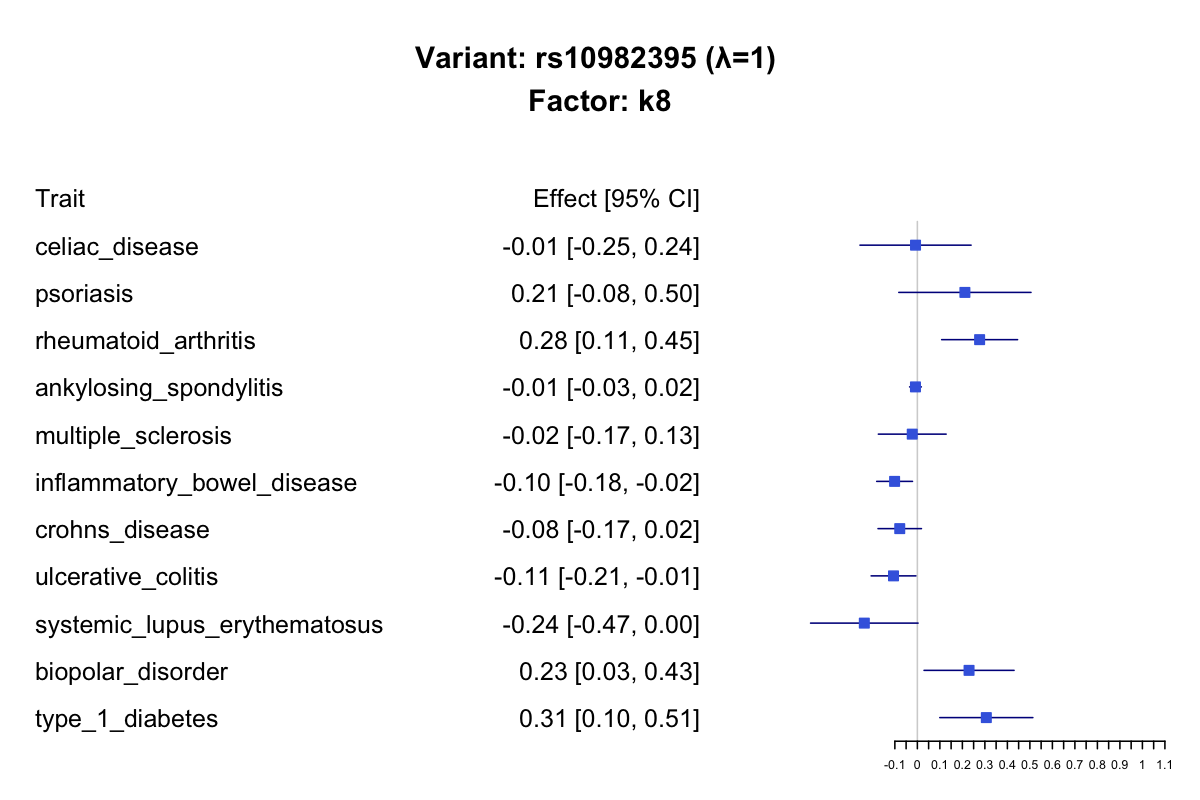 Variant: rs10982395 (λ=1)
Factor: k8
Trait Effect [95% CI]
celiac_disease -0.01 [-0.25, 0.24]
psoriasis 0.21 [-0.08, 0.50]
rheumatoid_arthritis 0.28 [0.11, 0.45]
ankylosing_spondylitis -0.01 [-0.03, 0.02]
multiple_sclerosis -0.02 [-0.17, 0.13]
inflammatory_bowel_disease -0.10 [-0.18, -0.02]
crohns_disease -0.08 [-0.17, 0.02]
ulcerative_colitis -0.11 [-0.21, -0.01]
systemic_lupus_erythematosus -0.24 [-0.47, 0.00]
biopolar_disorder 0.23 [0.03, 0.43]
type_1_diabetes 0.31 [0.10, 0.51]
-0.1 0 0.1 0.2 0.3 0.4 0.5 0.6 0.7 0.8 0.9 1 1.1